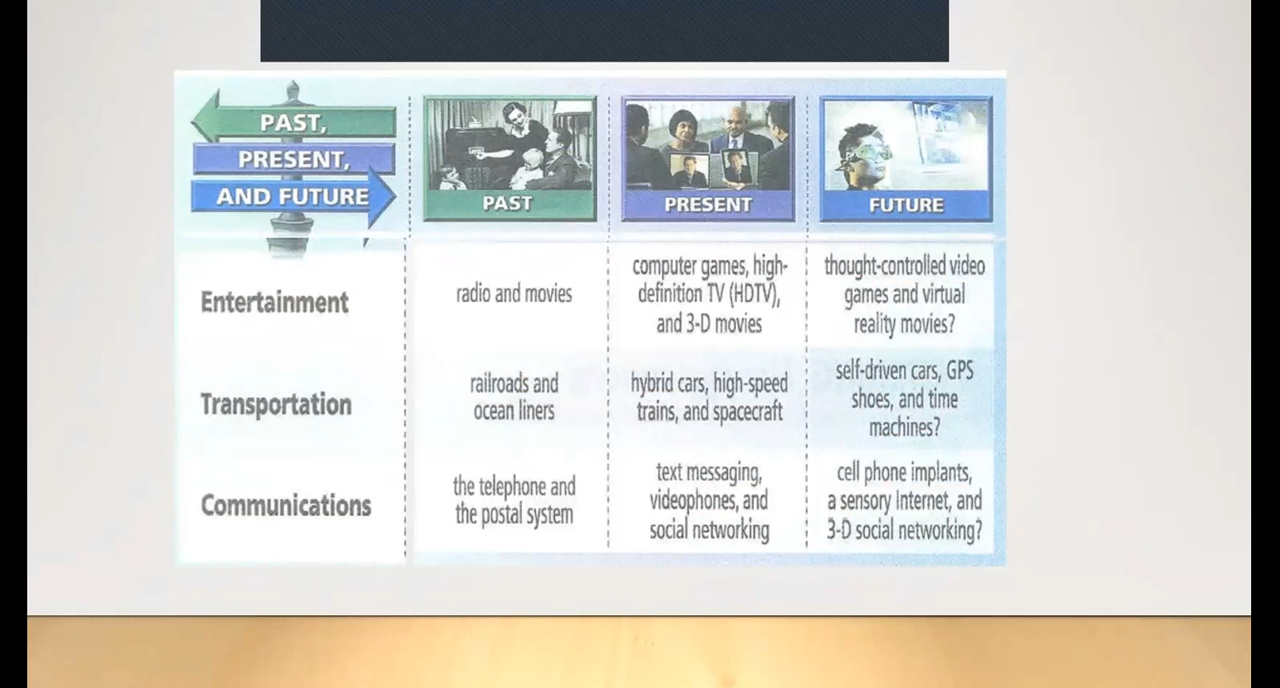 PAST,
PRESENT,
AND FUTURE
PAST
PRESENT
FUTURE
Entertainment
radio and movies
computer games, high-
definition TV (HDTV),
and 3-D movies
thought-controlled video
games and virtual
reality movies?
Transportation
railroads and
ocean liners
hybrid cars, high-speed
trains, and spacecraft
self-driven cars, GPS
shoes, and time
machines?
Communications
the telephone and
the postal system
text messaging,
videophones, and
social networking
cell phone implants,
a sensory Internet, and
3-D social networking?